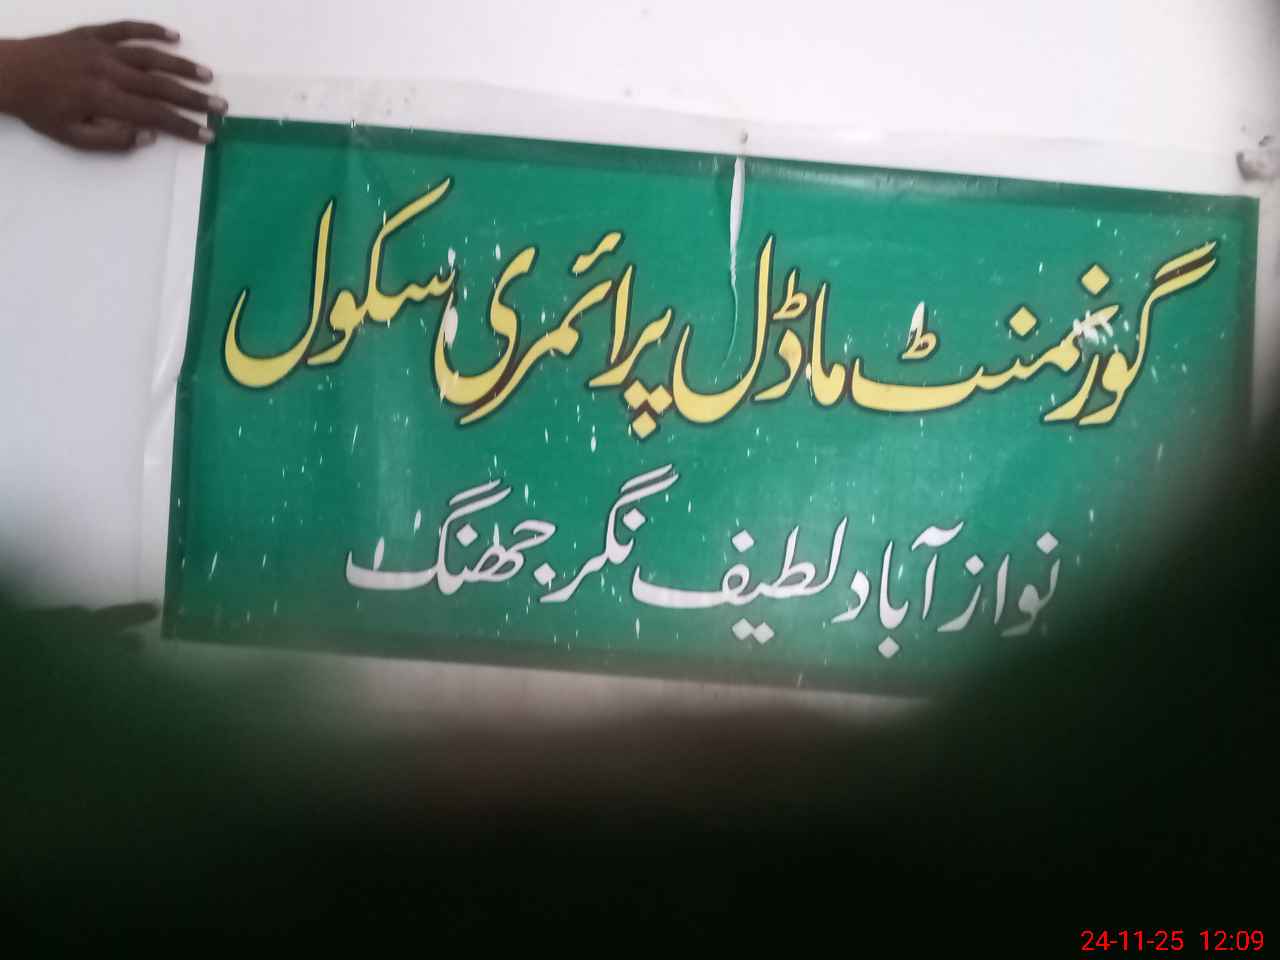 گورنمنٹ ماڈل پرائمری سکول
نواز آباد لطیف نگر جھنگ
24-11-25 12:09